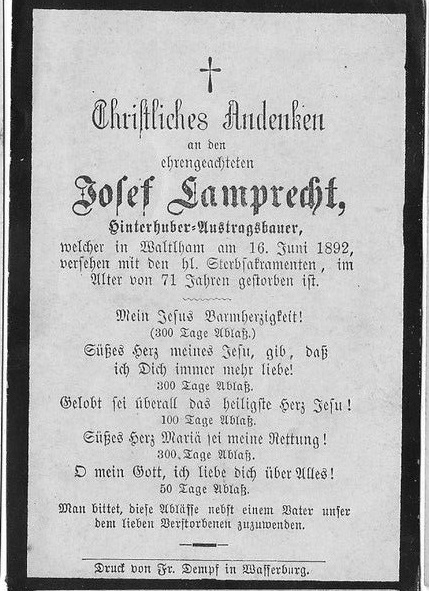 Christliches Andenken
an den
ehrengeachteten
Josef Lamprecht,
Hinterhuber-Austragsbauer,
welcher in Waltlham am 16. Juni 1892,
versehen mit den hl. Sterbsakramenten, im
Alter von 71 Jahren gestorben ist.
Mein Jesus Barmherzigkeit!
(300 Tage Ablaß.)
Süßes Herz meines Jesu, gib, daß
ich Dich immer mehr liebe!
300 Tage Ablaß.
Gelobt sei überall das heiligste Herz Jesu!
100 Tage Ablaß.
Süßes Herz Mariä sei meine Rettung!
300 Tage Ablaß.
O mein Gott, ich liebe dich über Alles!
50 Tage Ablaß.
Man bittet, diese Ablässe nebst einem Vater unser
dem lieben Verstorbenen zuzuwenden.
Druck von Fr. Dempf in Wasserburg.